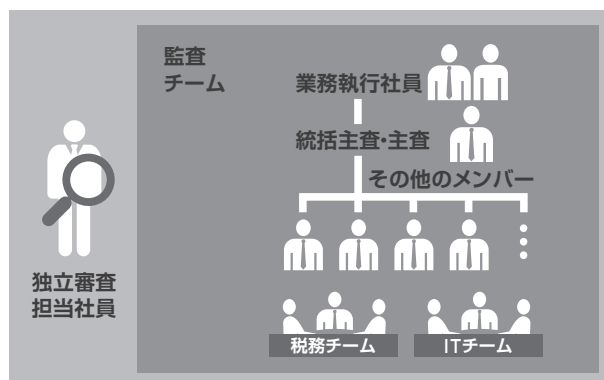 監査
チーム
業務執行社員
統括主査・主査
その他のメンバー
独立審査
担当社員
税務チーム
ITチーム